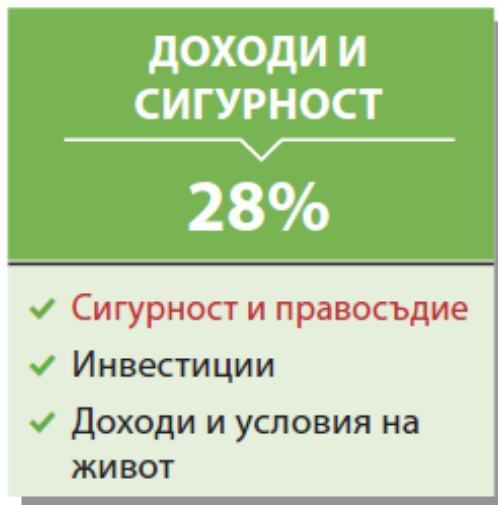 ДОХОДИ И
СИГУРНОСТ
28%
Сигурност и правосъдие
Инвестиции
Доходи и условия на
живот